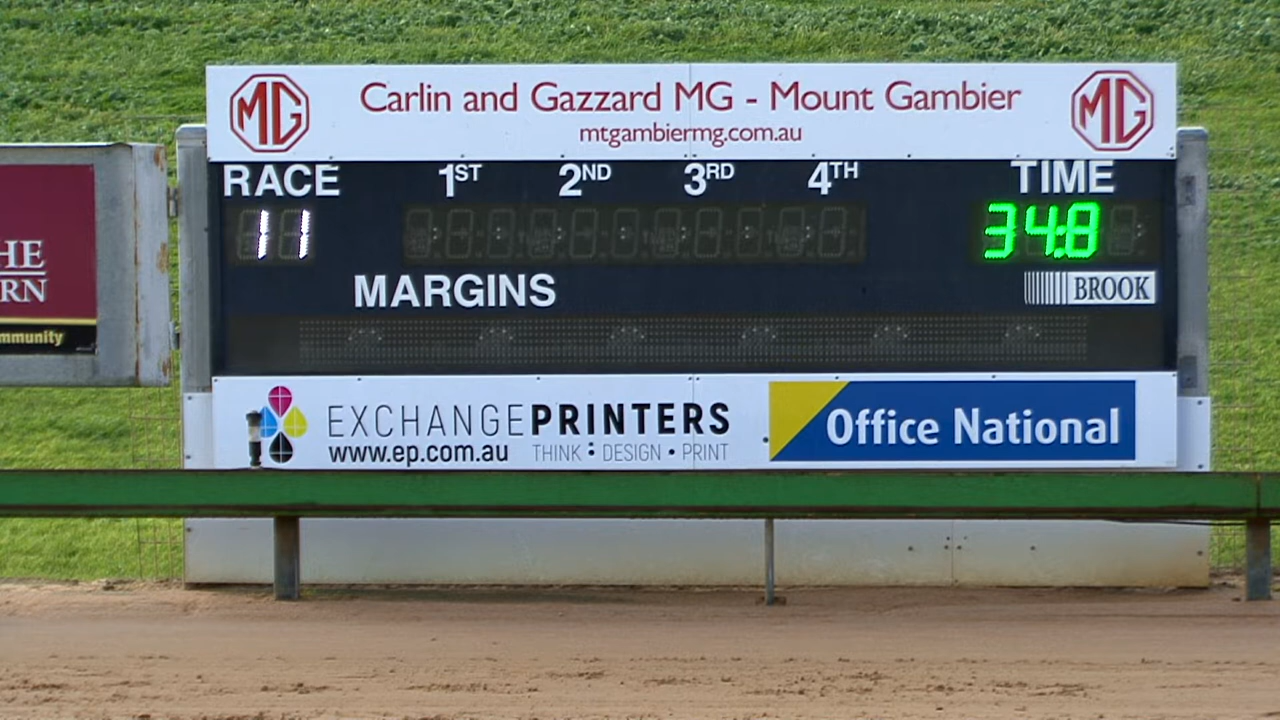 MG Carlin and Gazzard MG - Mount Gambier MG
mtgambiermg.com.au
RACE 1ST 2ND 3RD 4TH TIME
11 34:8
MARGINS
BROOK
HE
RN
mmunity
EXCHANGEPRINTERS
www.ep.com.au THINK : DESIGN • PRINT
Office National